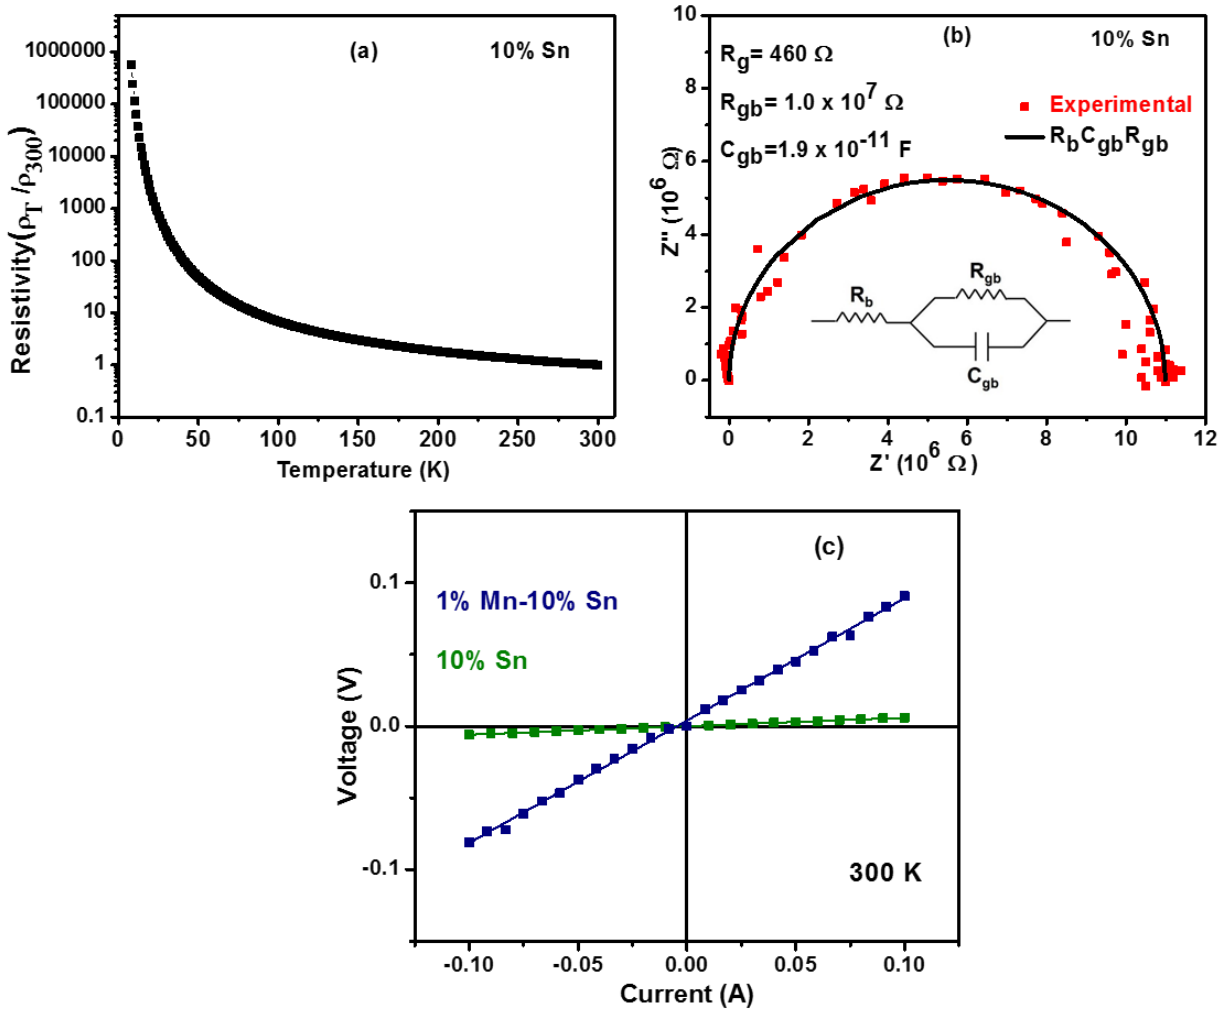 (a)
10% Sn
1000000
100000
10000
1000
100
10
1
0.1
Resistivity(ρT /ρ300)
0
50
100
150
200
250
300
Temperature (K)
(b)
10% Sn
Rg= 460 Ω
Rgb= 1.0 x 10^7 Ω
Cgb=1.9 x 10^-11 F
Experimental
RbCgbRgb
10
8
6
4
2
0
Z'' (10^6 Ω)
Rgb
Rb
Cgb
0
2
4
6
8
10
12
Z' (10^6 Ω)
(c)
1% Mn-10% Sn
10% Sn
0.1
0.0
-0.1
Voltage (V)
300 K
-0.10
-0.05
0.00
0.05
0.10
Current (A)